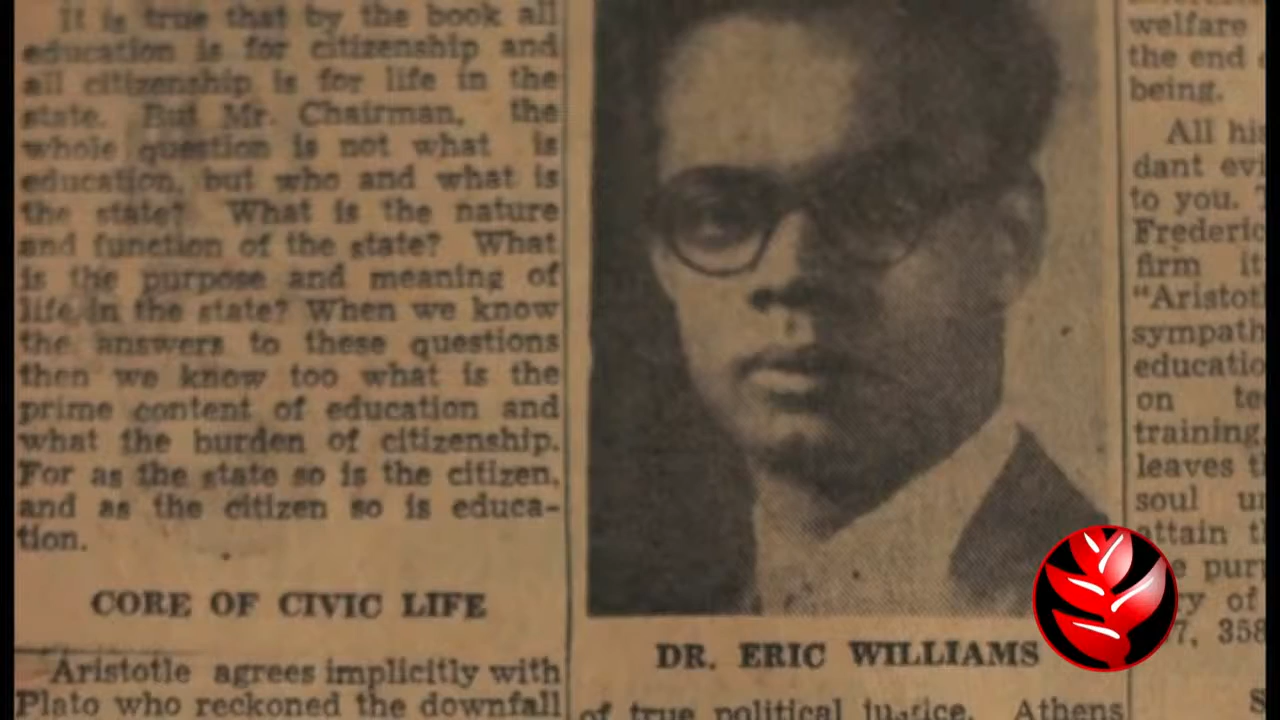 It is true that by the book all
education is for citizenship and
all citizenship is for life in the
state. But Mr. Chairman, the
whole question is not what is
education, but who and what is
the state? What is the nature
and function of the state? What
is the purpose and meaning of
life in the state? When we know
the answers to these questions
then we know too what is the
prime content of education and
what the burden of citizenship.
For as the state so is the citizen,
and as the citizen so is educa-
tion.
CORE OF CIVIC LIFE
Aristotle agrees implicitly with
Plato who reckoned the downfall
DR. ERIC WILLIAMS
of true political justice. Athens
welfare
the end
being.
All his
dant evi
to you.
Frederic
firm it
"Aristotl
sympath
educatio
on te
training,
leaves t
soul u
attain t
e pur
y of
7, 358